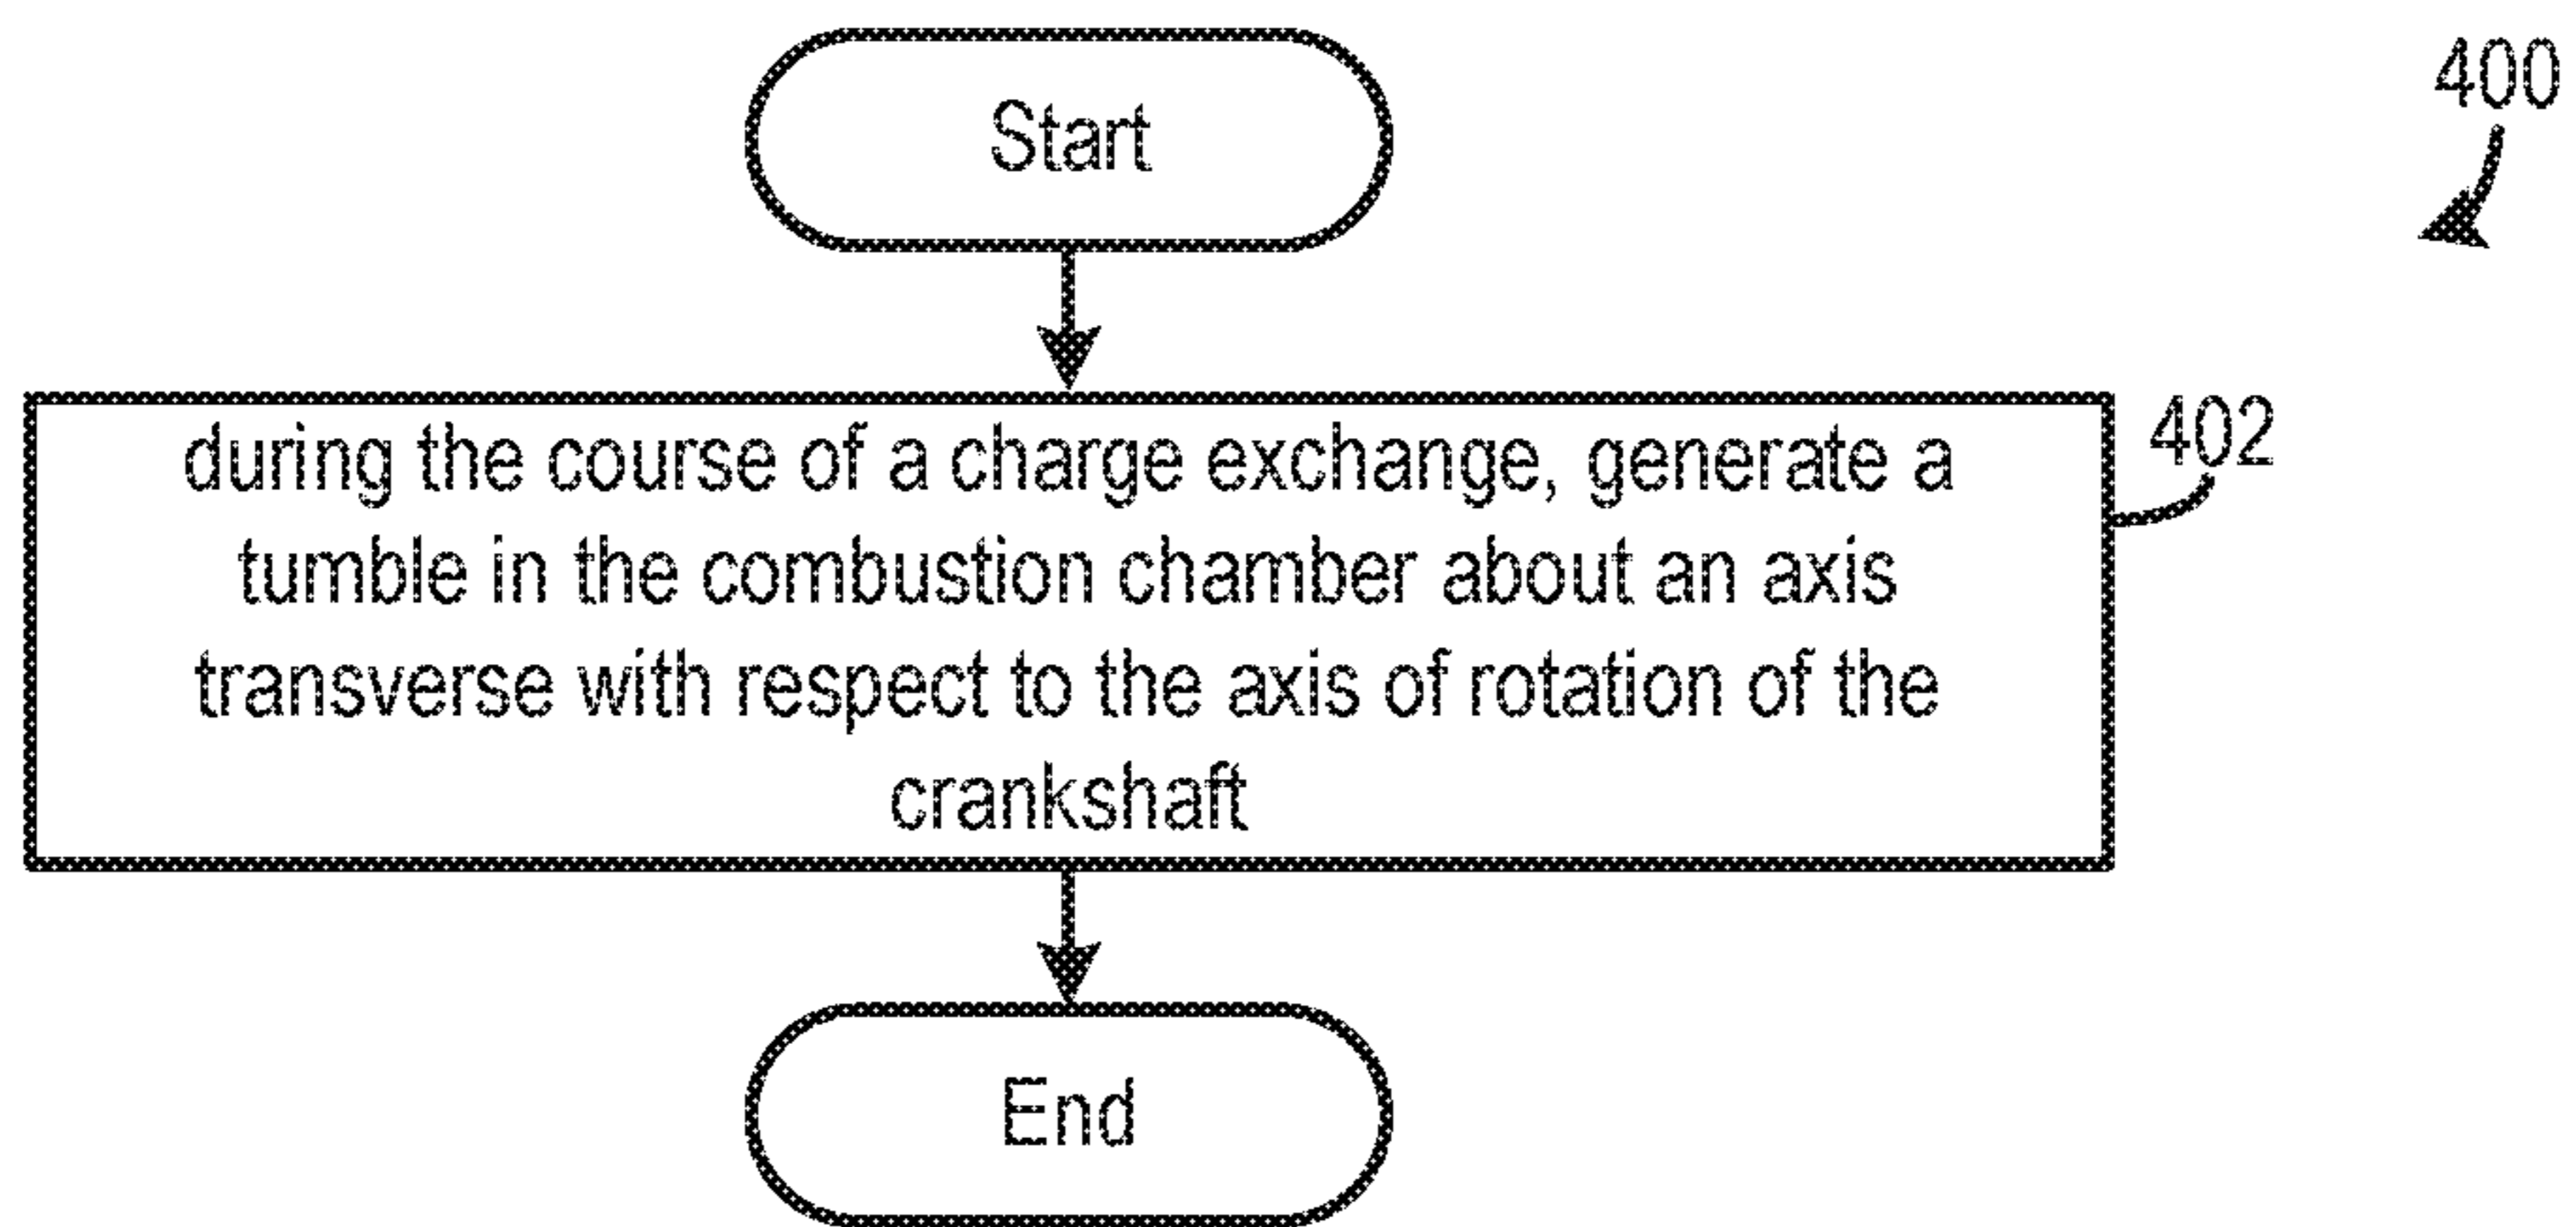 Start
400
during the course of a charge exchange, generate a
tumble in the combustion chamber about an axis
transverse with respect to the axis of rotation of the
crankshaft
402
End